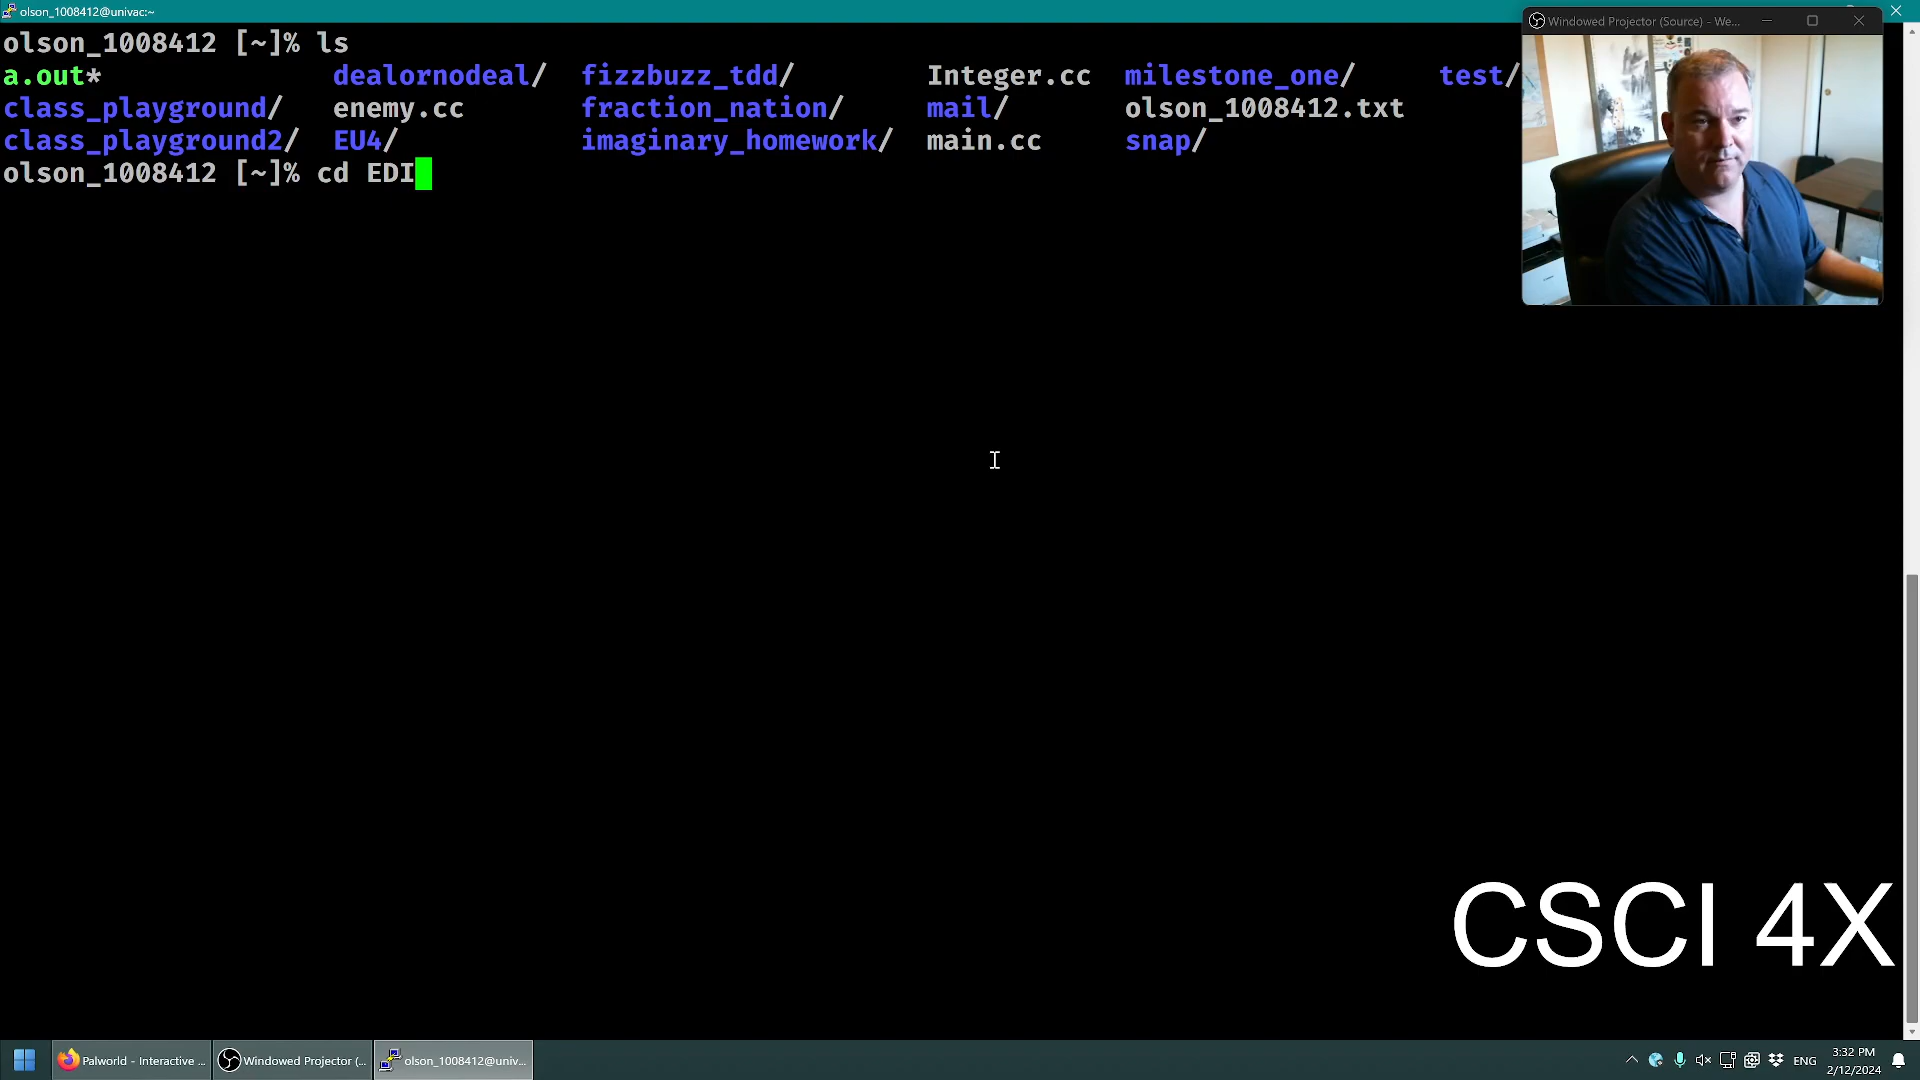 olson_1008412@univac:~
Windowed Projector (Source) - We...
olson_1008412 [~]% ls
a.out* dealornodeal/ fizzbuzz_tdd/ Integer.cc milestone_one/ test/
class_playground/ enemy.cc fraction_nation/ mail/ olson_1008412.txt
class_playground2/ EU4/ imaginary_homework/ main.cc snap/
olson_1008412 [~]% cd EDI
CSCI 4X
Palworld - Interactive ...
Windowed Projector (...
olson_1008412@univ...
ENG
3:32 PM
2/12/2024